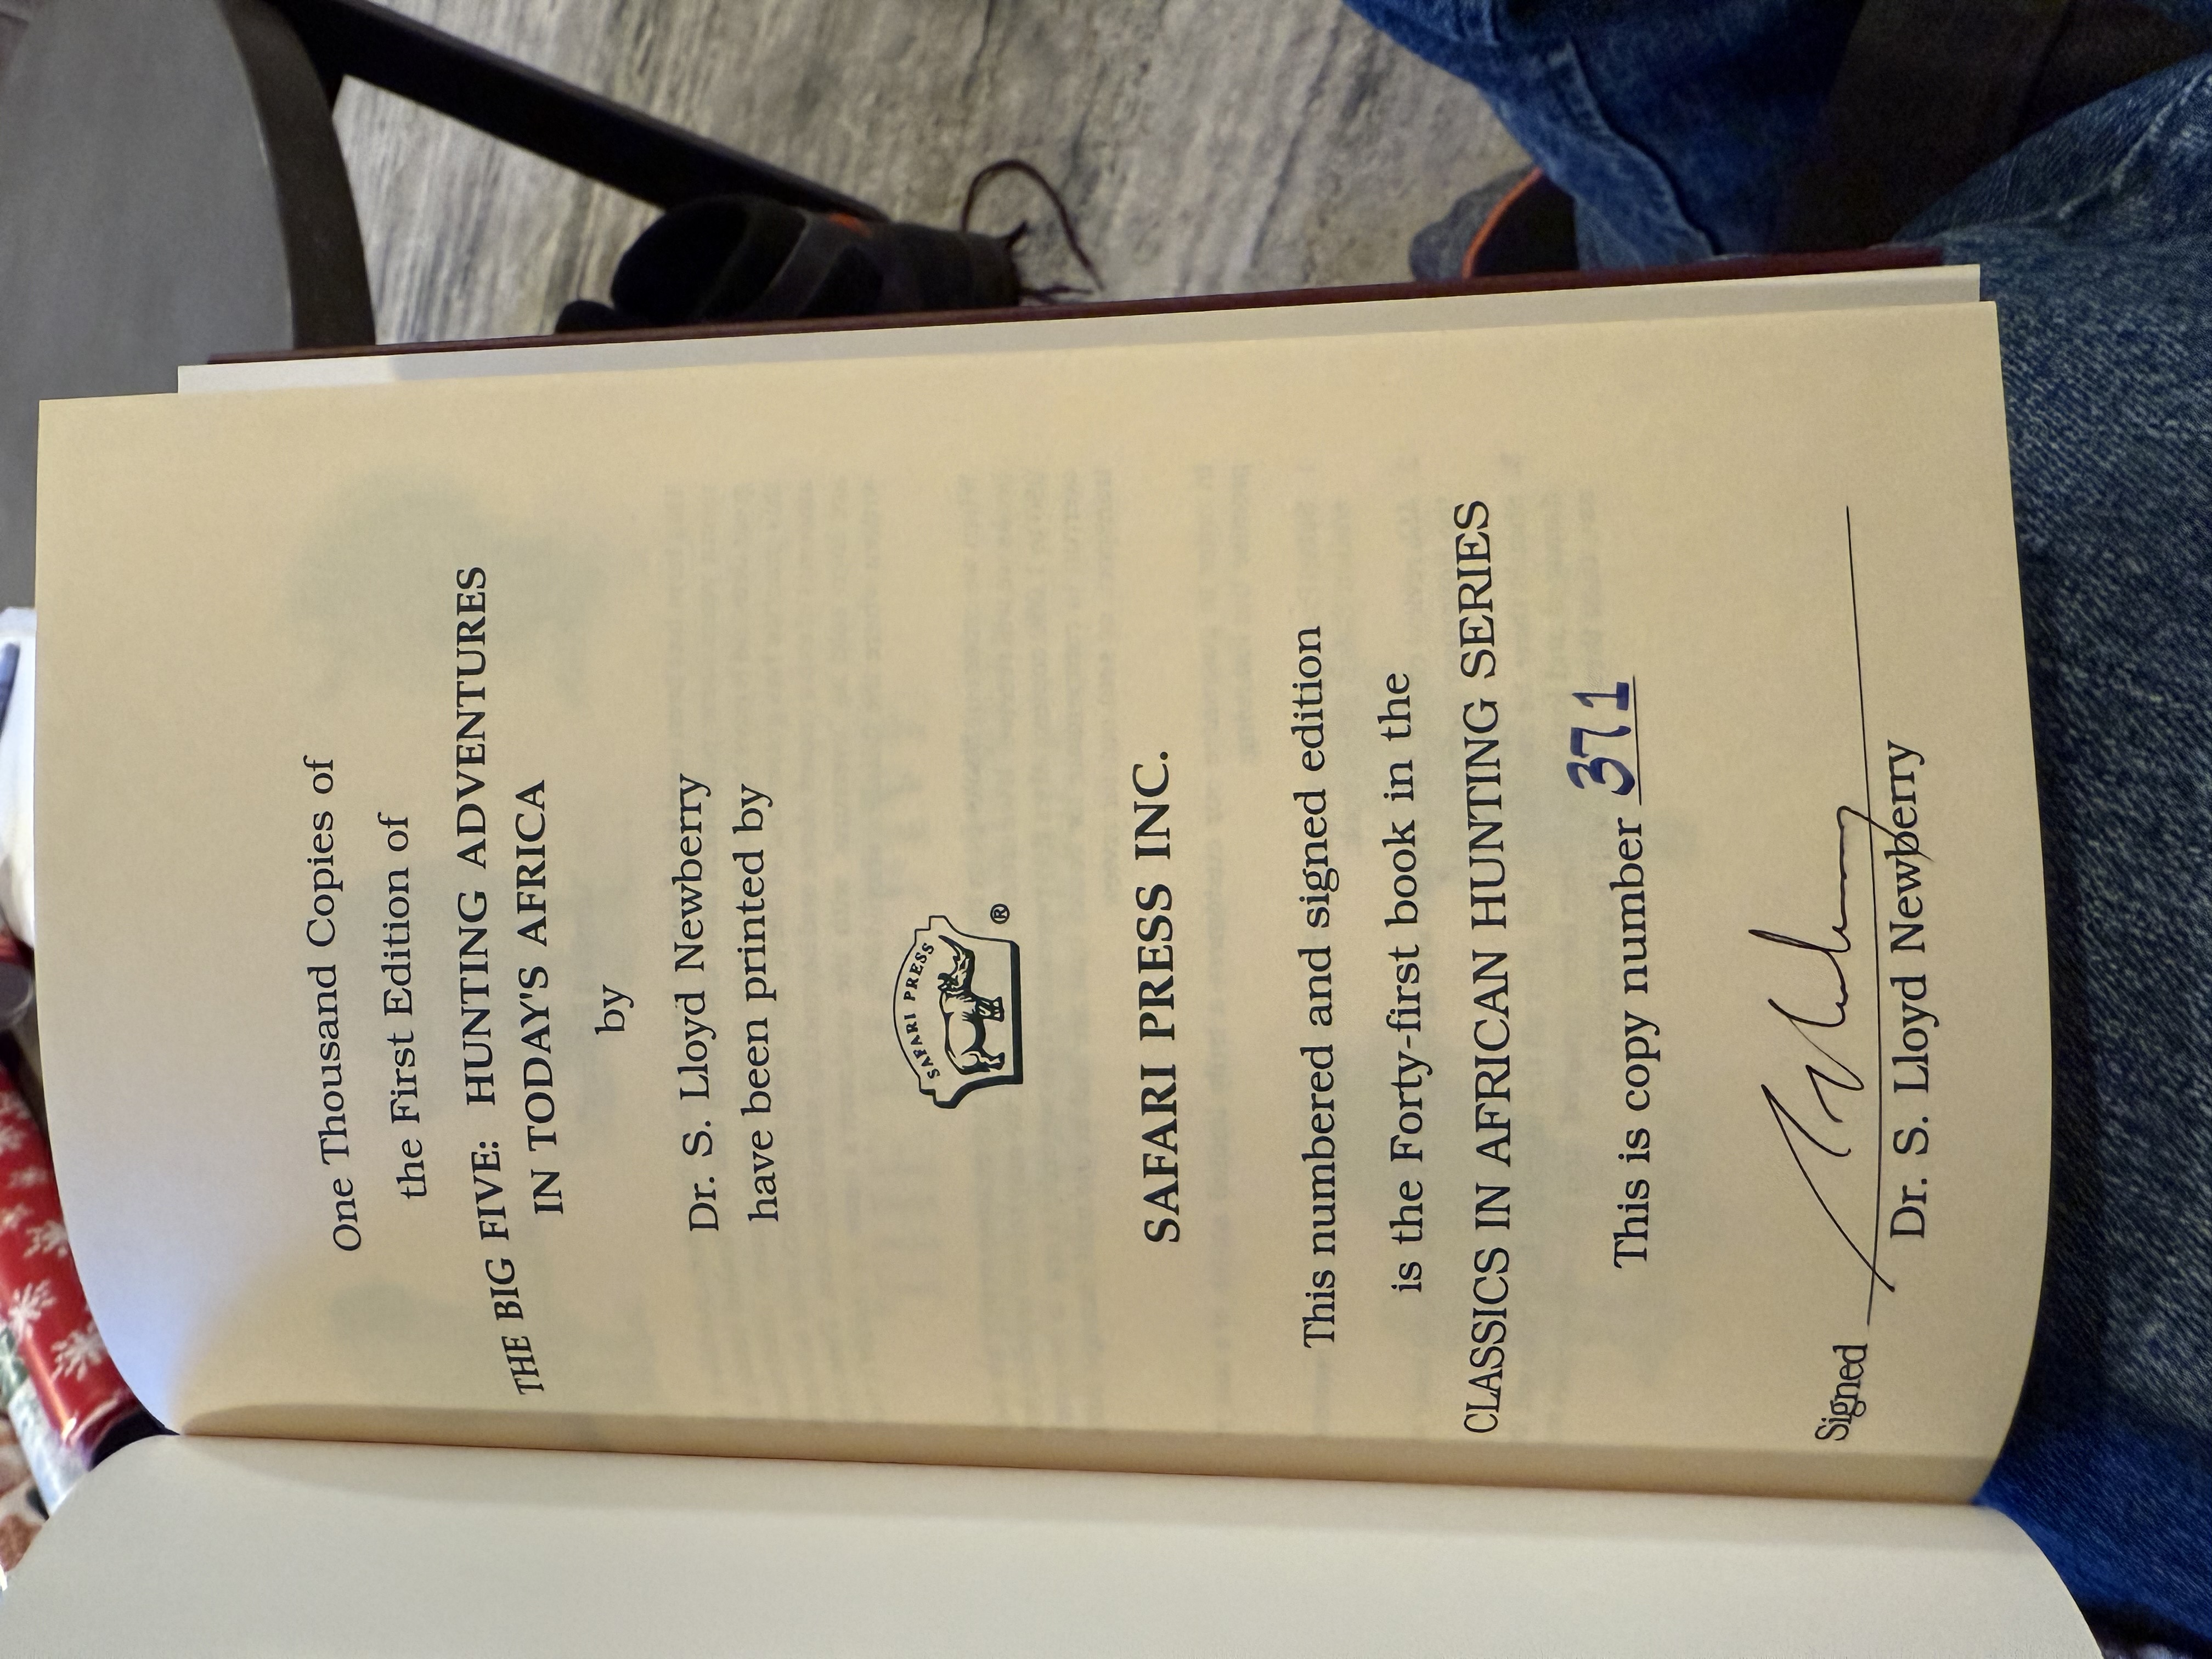 One Thousand Copies of
the First Edition of
THE BIG FIVE: HUNTING ADVENTURES
IN TODAY'S AFRICA
by
Dr. S. Lloyd Newberry
have been printed by
SAFARI PRESS
®
SAFARI PRESS INC.
This numbered and signed edition
is the Forty-first book in the
CLASSICS IN AFRICAN HUNTING SERIES
This is copy number 371
Signed
Dr. S. Lloyd Newberry